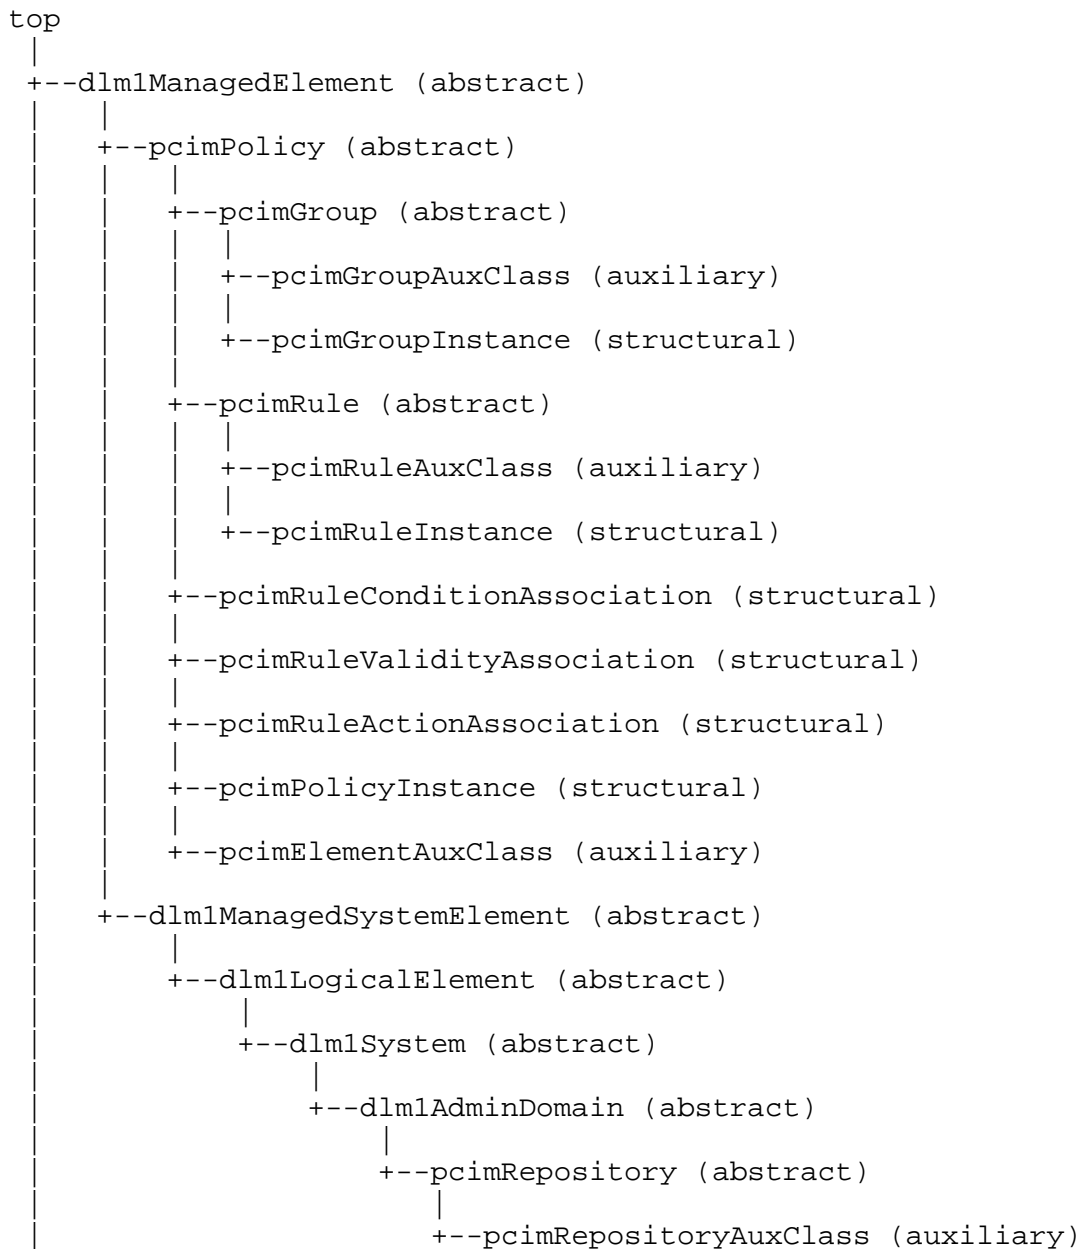 top
|
+--dlm1ManagedElement (abstract)
|   |
|   +--pcimPolicy (abstract)
|   |   |
|   |   +--pcimGroup (abstract)
|   |   |  |
|   |   |  +--pcimGroupAuxClass (auxiliary)
|   |   |  |
|   |   |  +--pcimGroupInstance (structural)
|   |   |
|   |   +--pcimRule (abstract)
|   |   |  |
|   |   |  +--pcimRuleAuxClass (auxiliary)
|   |   |  |
|   |   |  +--pcimRuleInstance (structural)
|   |   |
|   |   +--pcimRuleConditionAssociation (structural)
|   |   |
|   |   +--pcimRuleValidityAssociation (structural)
|   |   |
|   |   +--pcimRuleActionAssociation (structural)
|   |   |
|   |   +--pcimPolicyInstance (structural)
|   |   |
|   |   +--pcimElementAuxClass (auxiliary)
|   |
|   +--dlm1ManagedSystemElement (abstract)
|       |
|       +--dlm1LogicalElement (abstract)
|           |
|           +--dlm1System (abstract)
|               |
|               +--dlm1AdminDomain (abstract)
|                   |
|                   +--pcimRepository (abstract)
|                      |
|                      +--pcimRepositoryAuxClass (auxiliary)